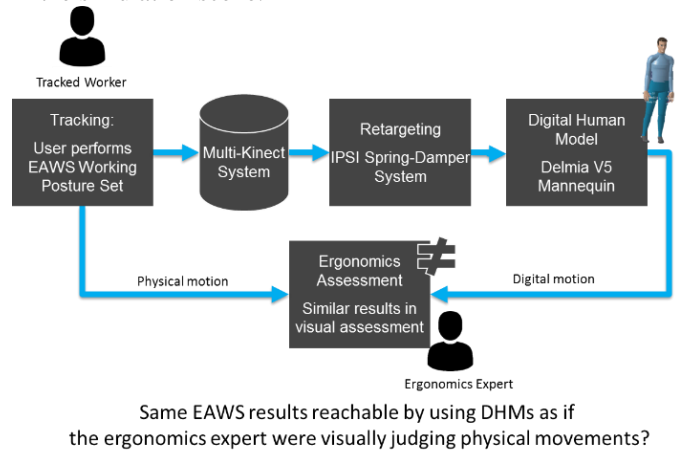 Tracked Worker
Tracking:
User performs
EAWS Working
Posture Set
Multi-Kinect
System
Retargeting
IPSI Spring-Damper
System
Digital Human
Model
Delmia V5
Mannequin
Physical motion
Ergonomics
Assessment
Similar results in
visual assessment
≠
Digital motion
Ergonomics Expert
Same EAWS results reachable by using DHMs as if
the ergonomics expert were visually judging physical movements?